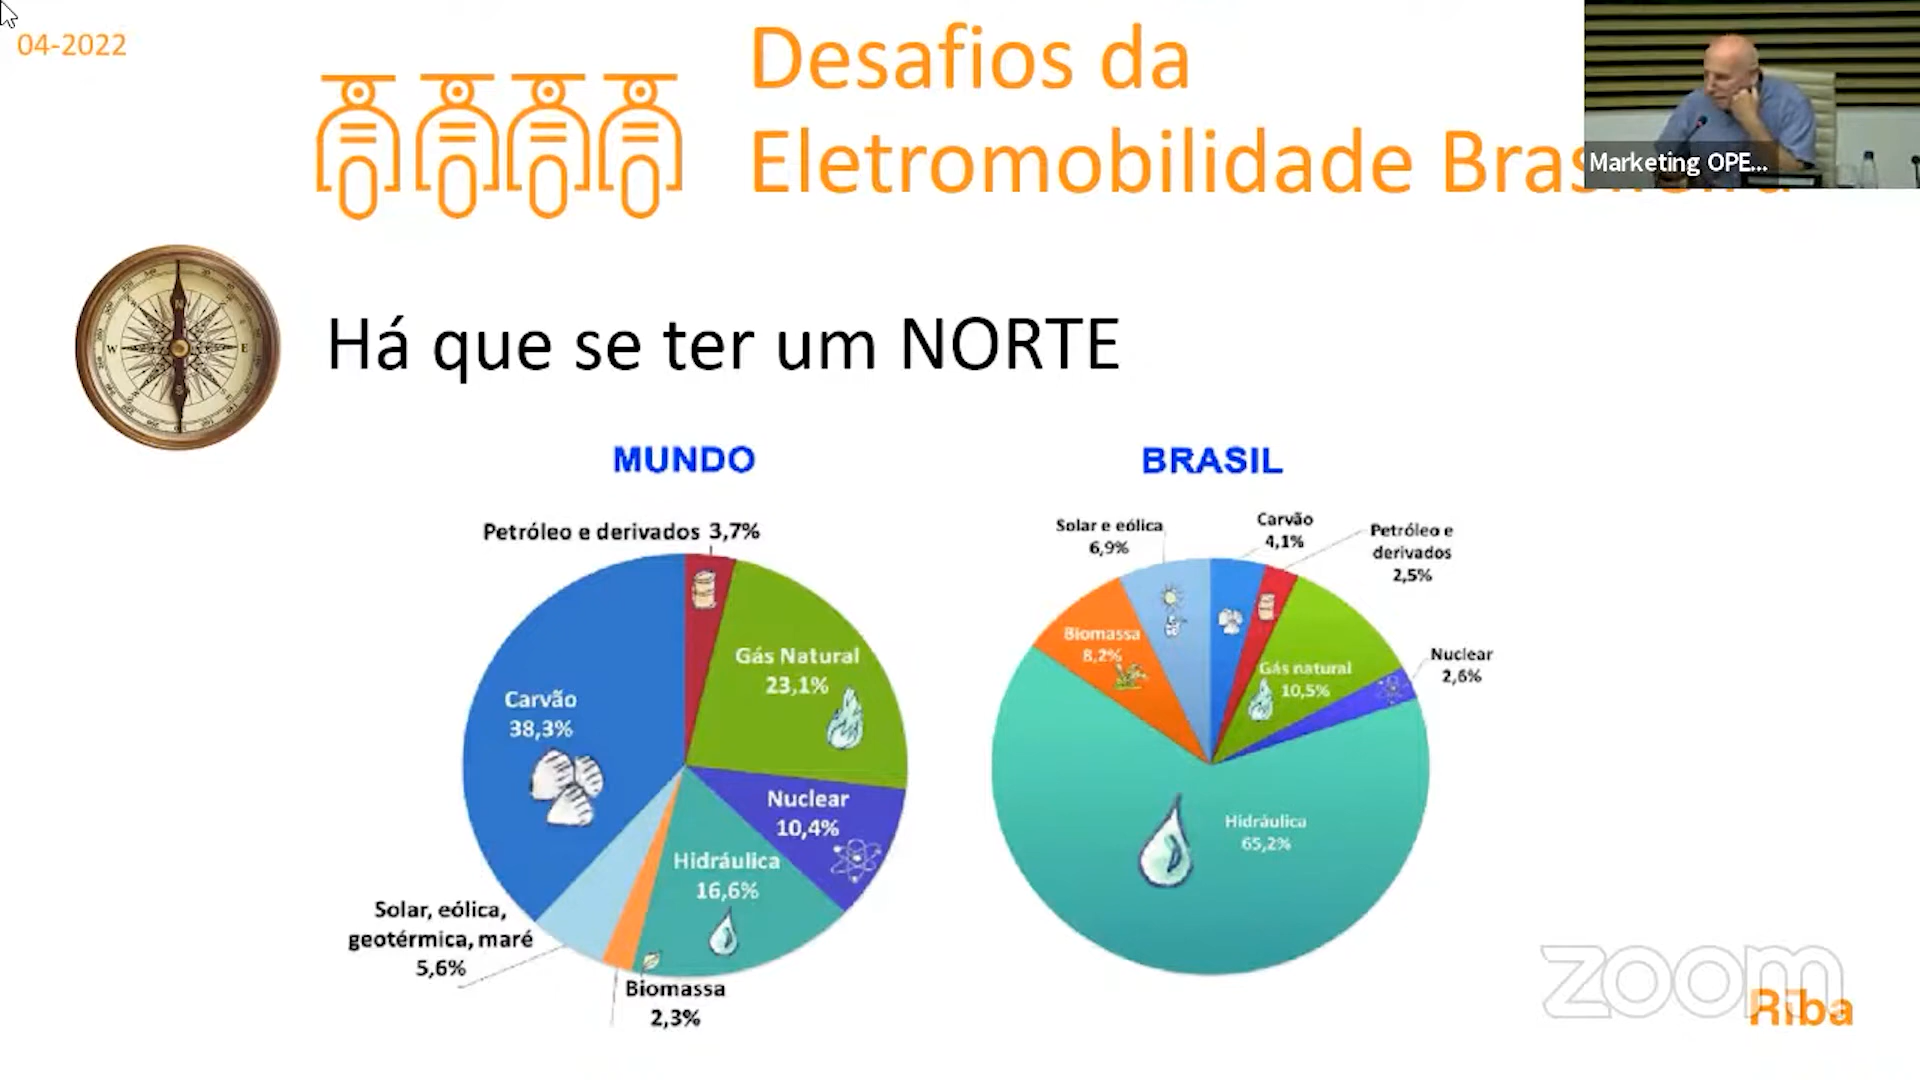 04-2022
Desafios da
Eletromobilidade Bras
Marketing OPE...
Há que se ter um NORTE
N
W
E
S
MUNDO
Petróleo e derivados 3,7%
Gás Natural
23,1%
Carvão
38,3%
Nuclear
10,4%
Hidráulica
16,6%
Solar, eólica,
geotérmica, maré
5,6%
Biomassa
2,3%
BRASIL
Solar e eólica
6,9%
Carvão
4,1%
Petróleo e
derivados
2,5%
Biomassa
8,2%
Gás natural
10,5%
Nuclear
2,6%
Hidráulica
65,2%
zoom
Riba